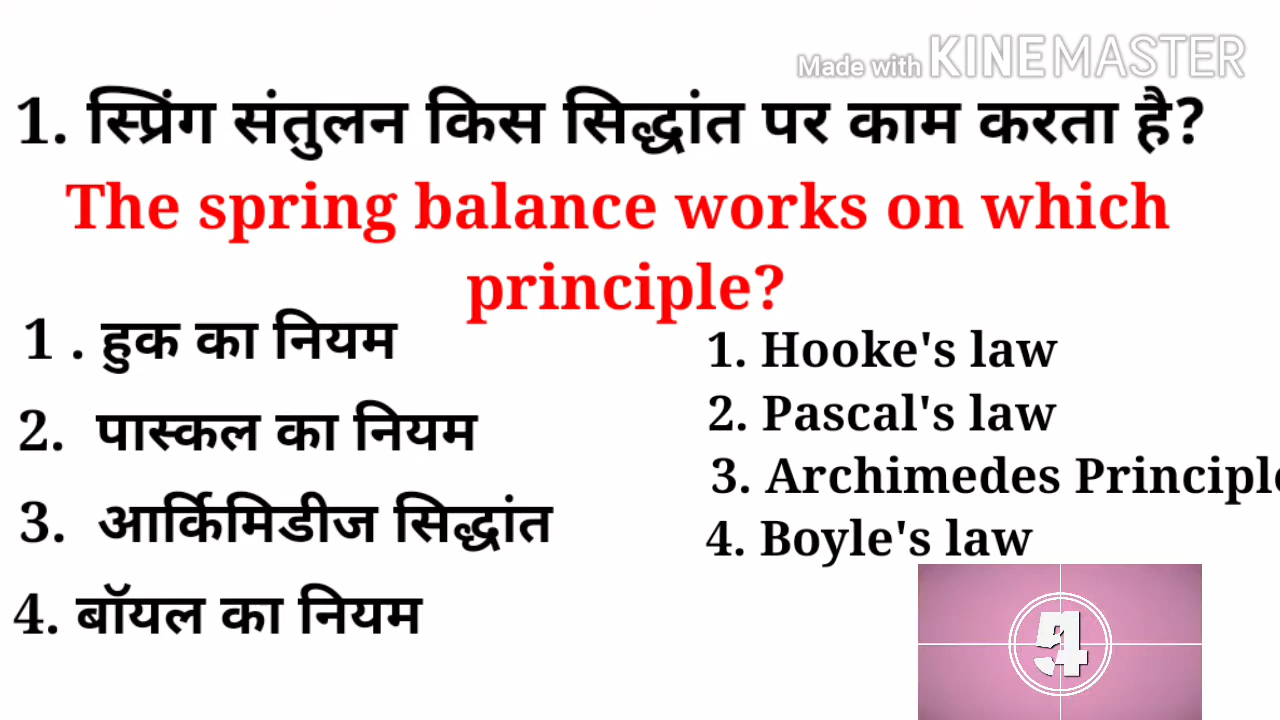 Made with KINEMASTER
1. स्प्रिंग संतुलन किस सिद्धांत पर काम करता है?
The spring balance works on which
principle?
1 . हुक का नियम
2. पास्कल का नियम
3. आर्किमिडीज सिद्धांत
4. बॉयल का नियम
1. Hooke's law
2. Pascal's law
3. Archimedes Principle
4. Boyle's law